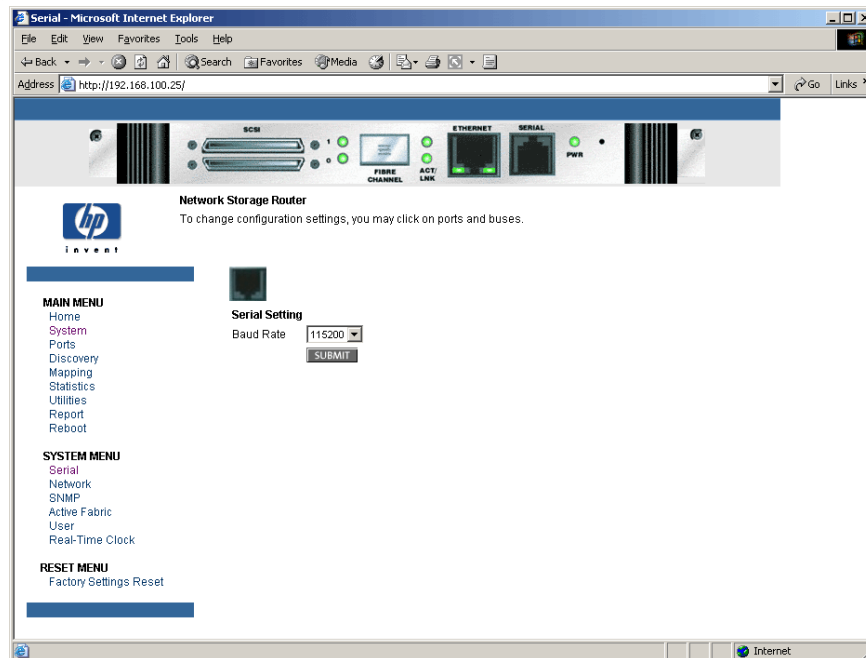 Serial - Microsoft Internet Explorer
File Edit View Favorites Tools Help
Back Search Favorites Media
Address http://192.168.100.25/ Go Links
SCSI ETHERNET SERIAL
1
0
FIBRE CHANNEL
ACT/ LNK
PWR
Network Storage Router
To change configuration settings, you may click on ports and buses.
hp
invent
MAIN MENU
Home
System
Ports
Discovery
Mapping
Statistics
Utilities
Report
Reboot
SYSTEM MENU
Serial
Network
SNMP
Active Fabric
User
Real-Time Clock
RESET MENU
Factory Settings Reset
Serial Setting
Baud Rate 115200
SUBMIT
Internet